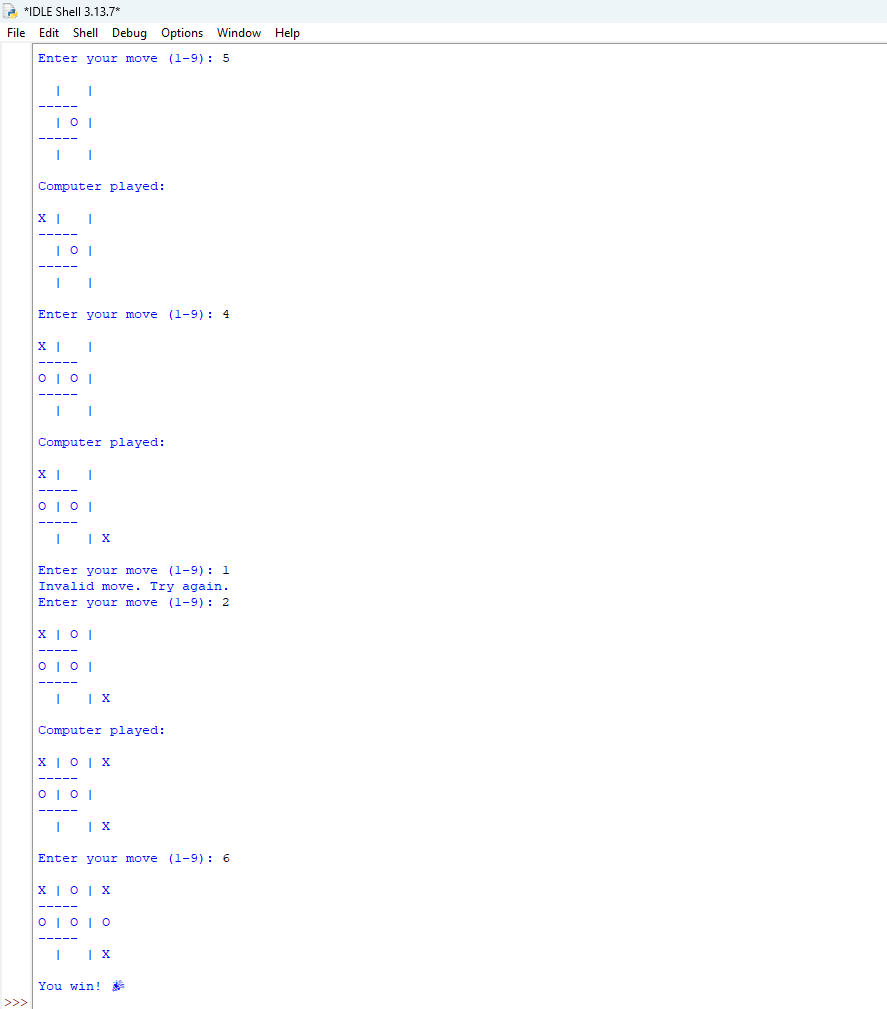 *IDLE Shell 3.13.7*
File Edit Shell Debug Options Window Help
Enter your move (1-9): 5
  |   |
-----
  | O |
-----
  |   |
Computer played:
X |   |
-----
  | O |
-----
  |   |
Enter your move (1-9): 4
X |   |
-----
O | O |
-----
  |   |
Computer played:
X |   |
-----
O | O |
-----
  |   | X
Enter your move (1-9): 1
Invalid move. Try again.
Enter your move (1-9): 2
X | O |
-----
O | O |
-----
  |   | X
Computer played:
X | O | X
-----
O | O |
-----
  |   | X
Enter your move (1-9): 6
X | O | X
-----
O | O | O
-----
  |   | X
You win! 🎉
>>>